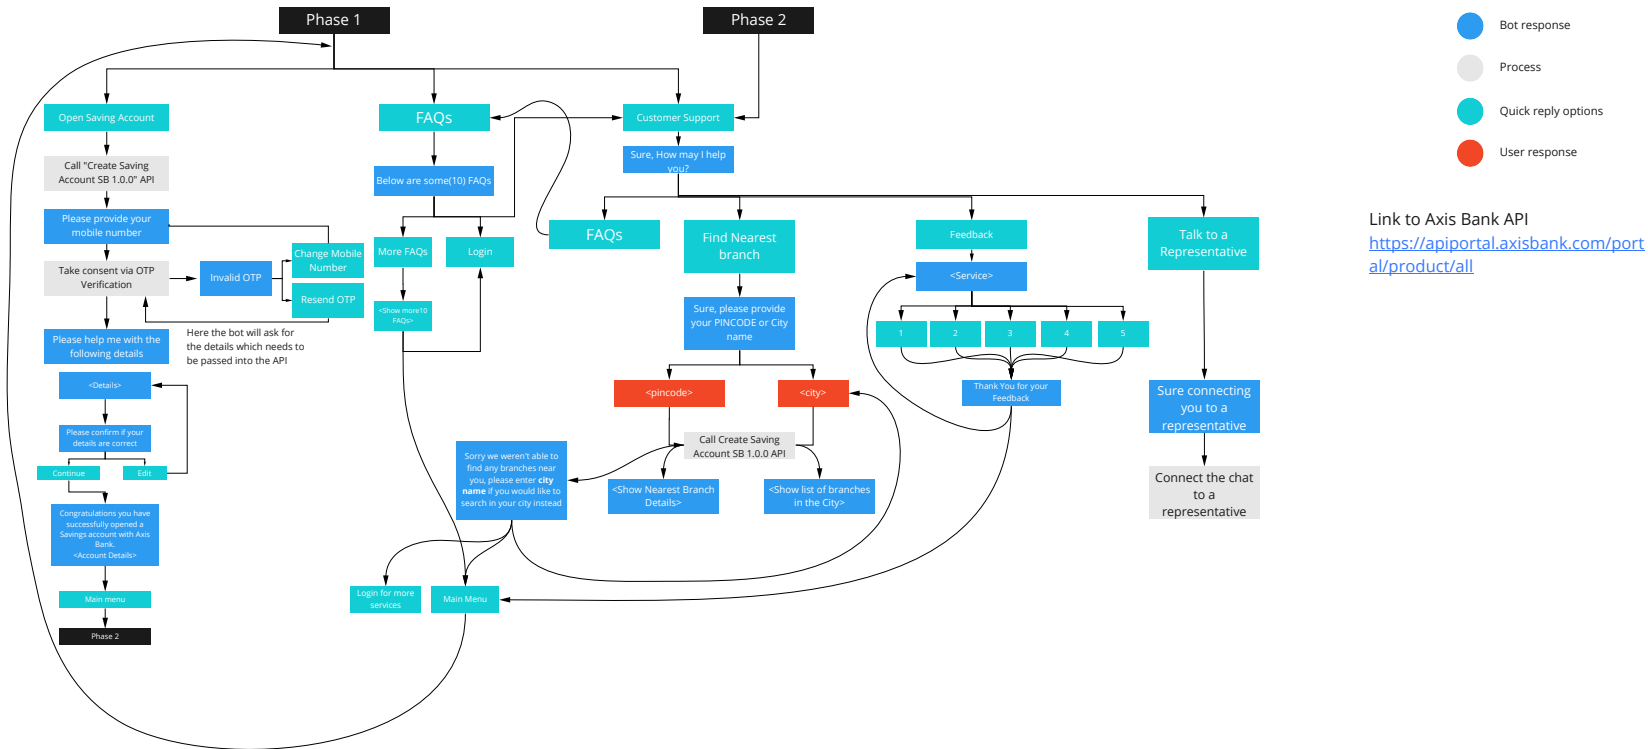 Phase 1
Phase 2
Bot response
Process
Quick reply options
User response
Link to Axis Bank API
https://apiportal.axisbank.com/port
al/product/all
Open Saving Account
Call "Create Saving
Account SB 1.0.0" API
Please provide your
mobile number
Take consent via OTP
Verification
Invalid OTP
Change Mobile
Number
Resend OTP
Please help me with the
following details
Here the bot will ask for
the details which needs to
be passed into the API
<Details>
Please confirm if your
details are correct
Continue
Edit
Congratulations you have
successfully opened a
Savings account with Axis
Bank.
<Account Details>
Main menu
Phase 2
FAQs
Below are some(10) FAQs
More FAQs
Login
<Show more10
FAQs>
Customer Support
Sure, How may I help
you?
FAQs
Find Nearest
branch
Sure, please provide
your PINCODE or City
name
<pincode>
<city>
Call Create Saving
Account SB 1.0.0 API
Sorry we weren't able to
find any branches near
you, please enter city
name if you would like to
search in your city instead
<Show Nearest Branch
Details>
<Show list of branches
in the City>
Login for more
services
Main Menu
Feedback
<Service>
1
2
3
4
5
Thank You for your
Feedback
Talk to a
Representative
Sure connecting
you to a
representative
Connect the chat
to a
representative